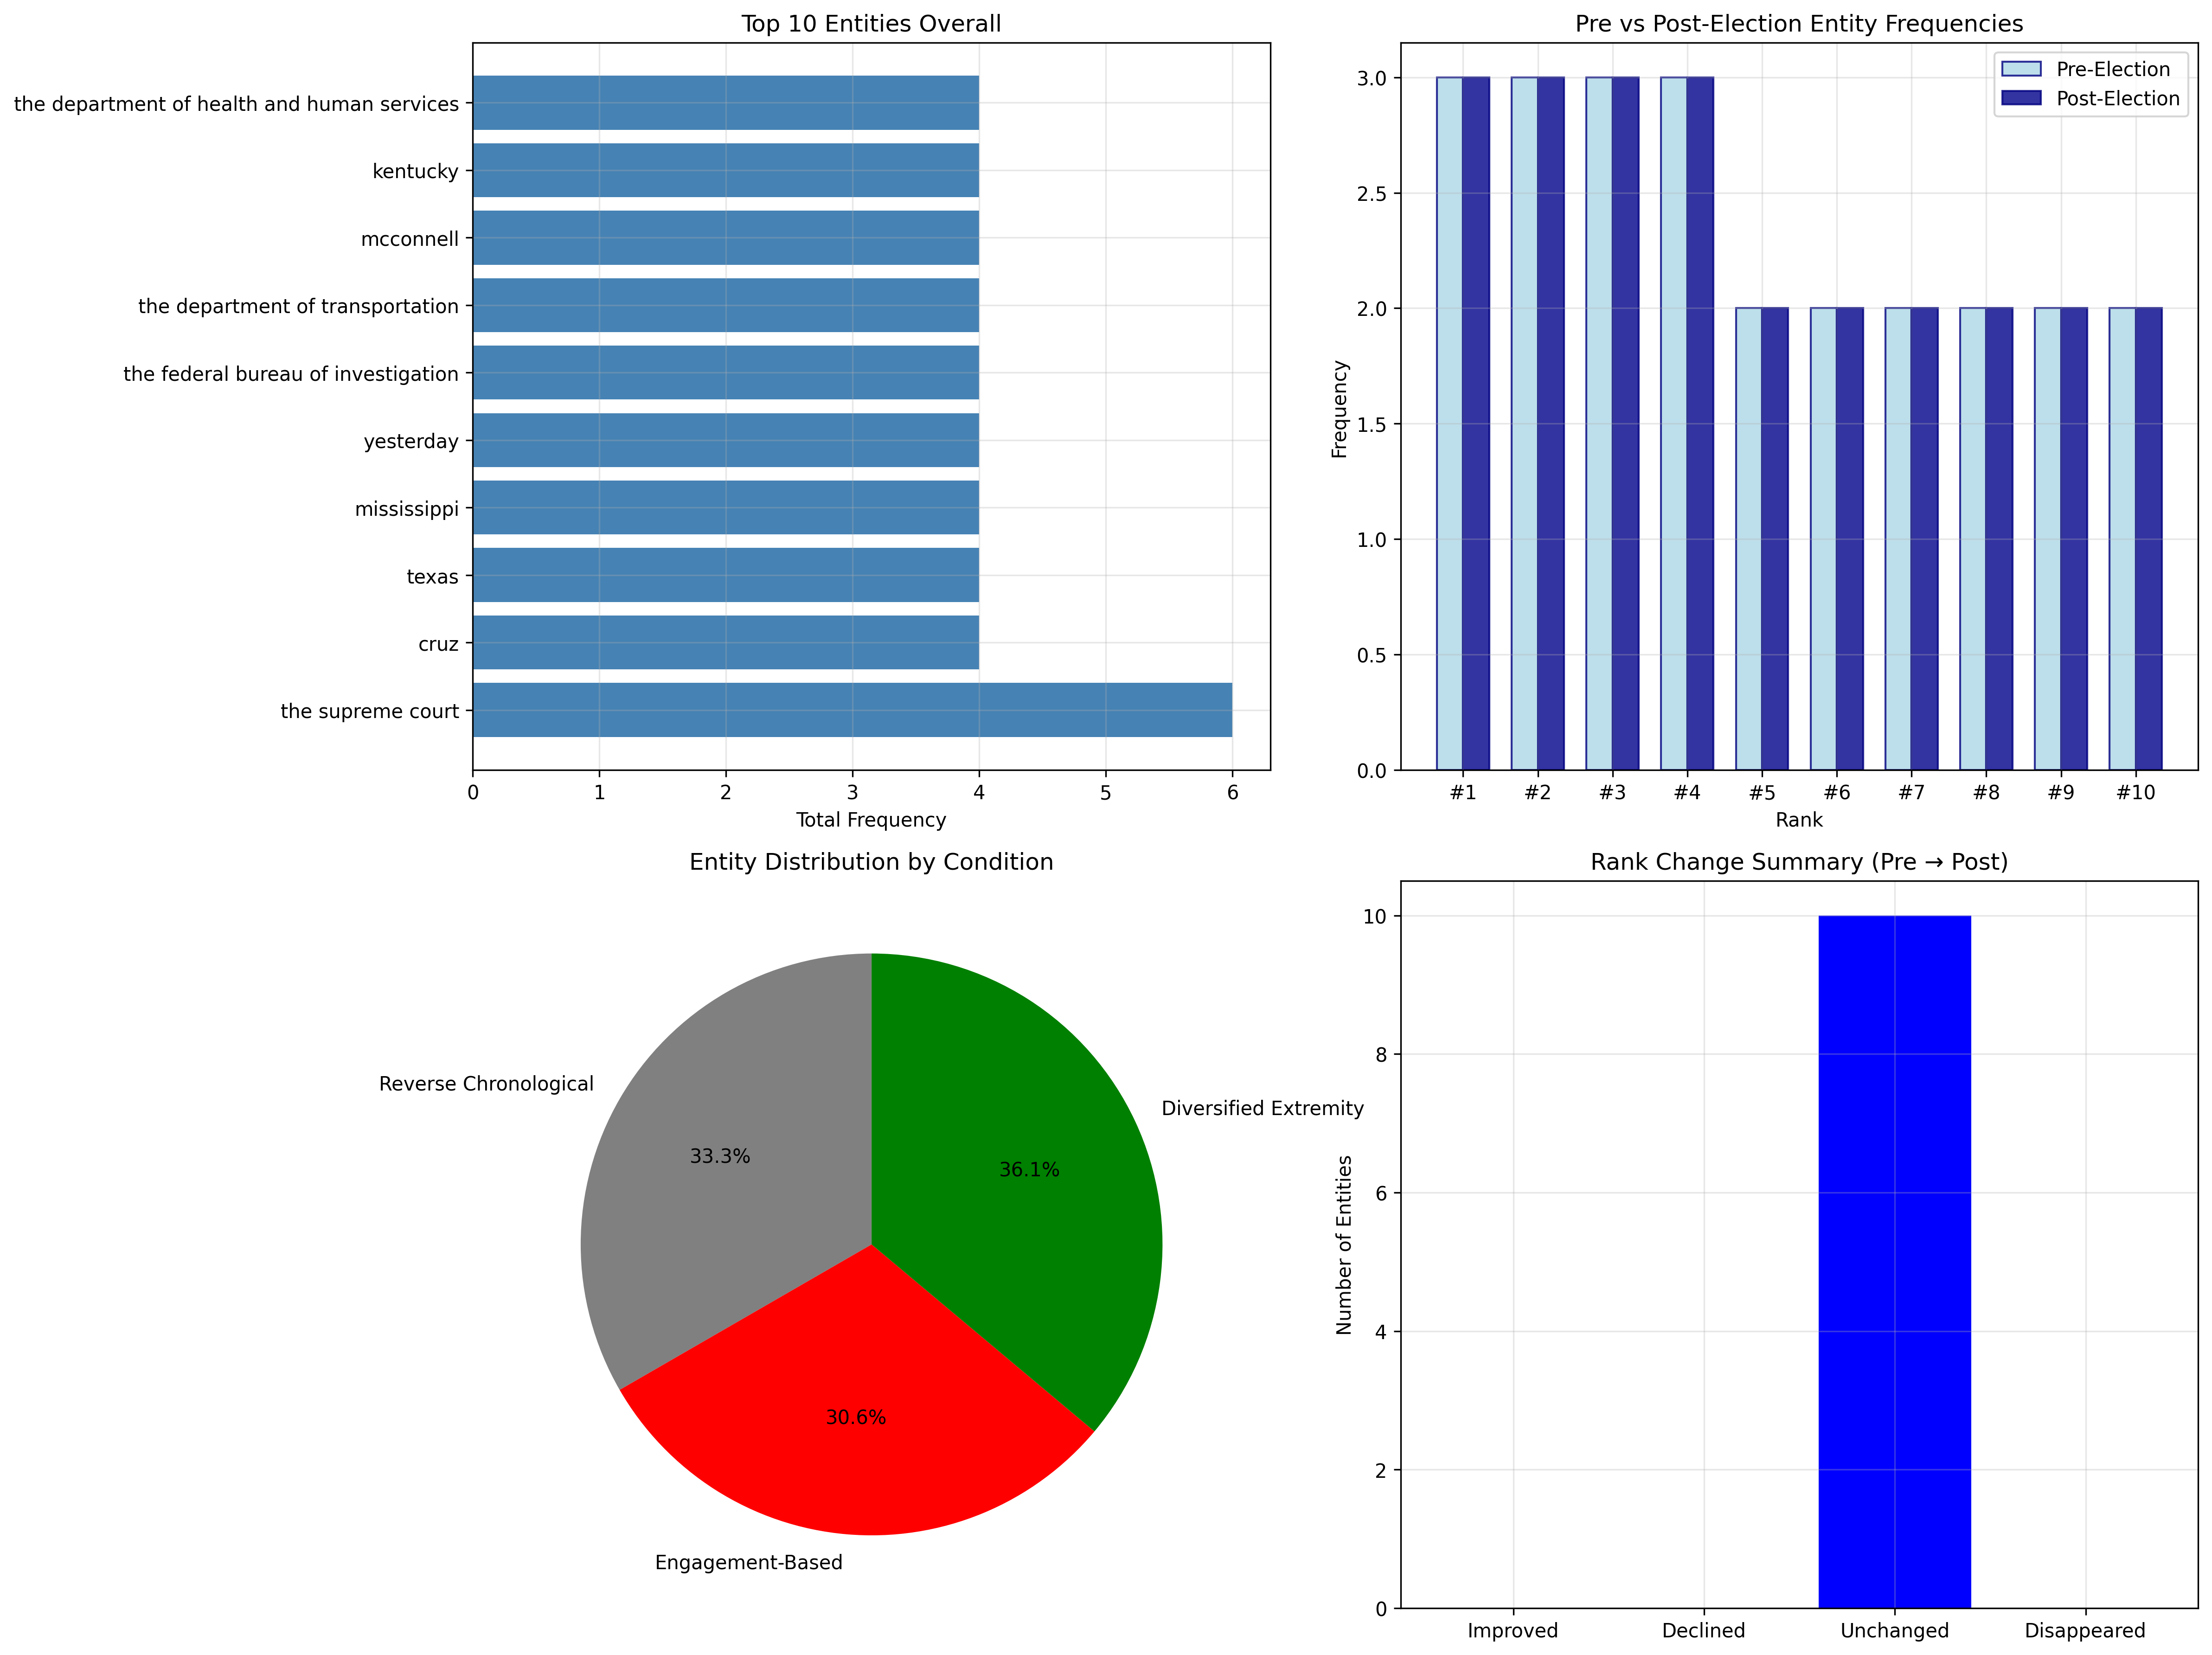 Top 10 Entities Overall
the department of health and human services
kentucky
mcconnell
the department of transportation
the federal bureau of investigation
yesterday
mississippi
texas
cruz
the supreme court
0 1 2 3 4 5 6
Total Frequency
Pre vs Post-Election Entity Frequencies
Pre-Election
Post-Election
3.0
2.5
2.0
1.5
1.0
0.5
0.0
Frequency
#1 #2 #3 #4 #5 #6 #7 #8 #9 #10
Rank
Entity Distribution by Condition
Reverse Chronological
Diversified Extremity
33.3%
36.1%
30.6%
Engagement-Based
Rank Change Summary (Pre → Post)
10
8
6
4
2
0
Number of Entities
Improved Declined Unchanged Disappeared